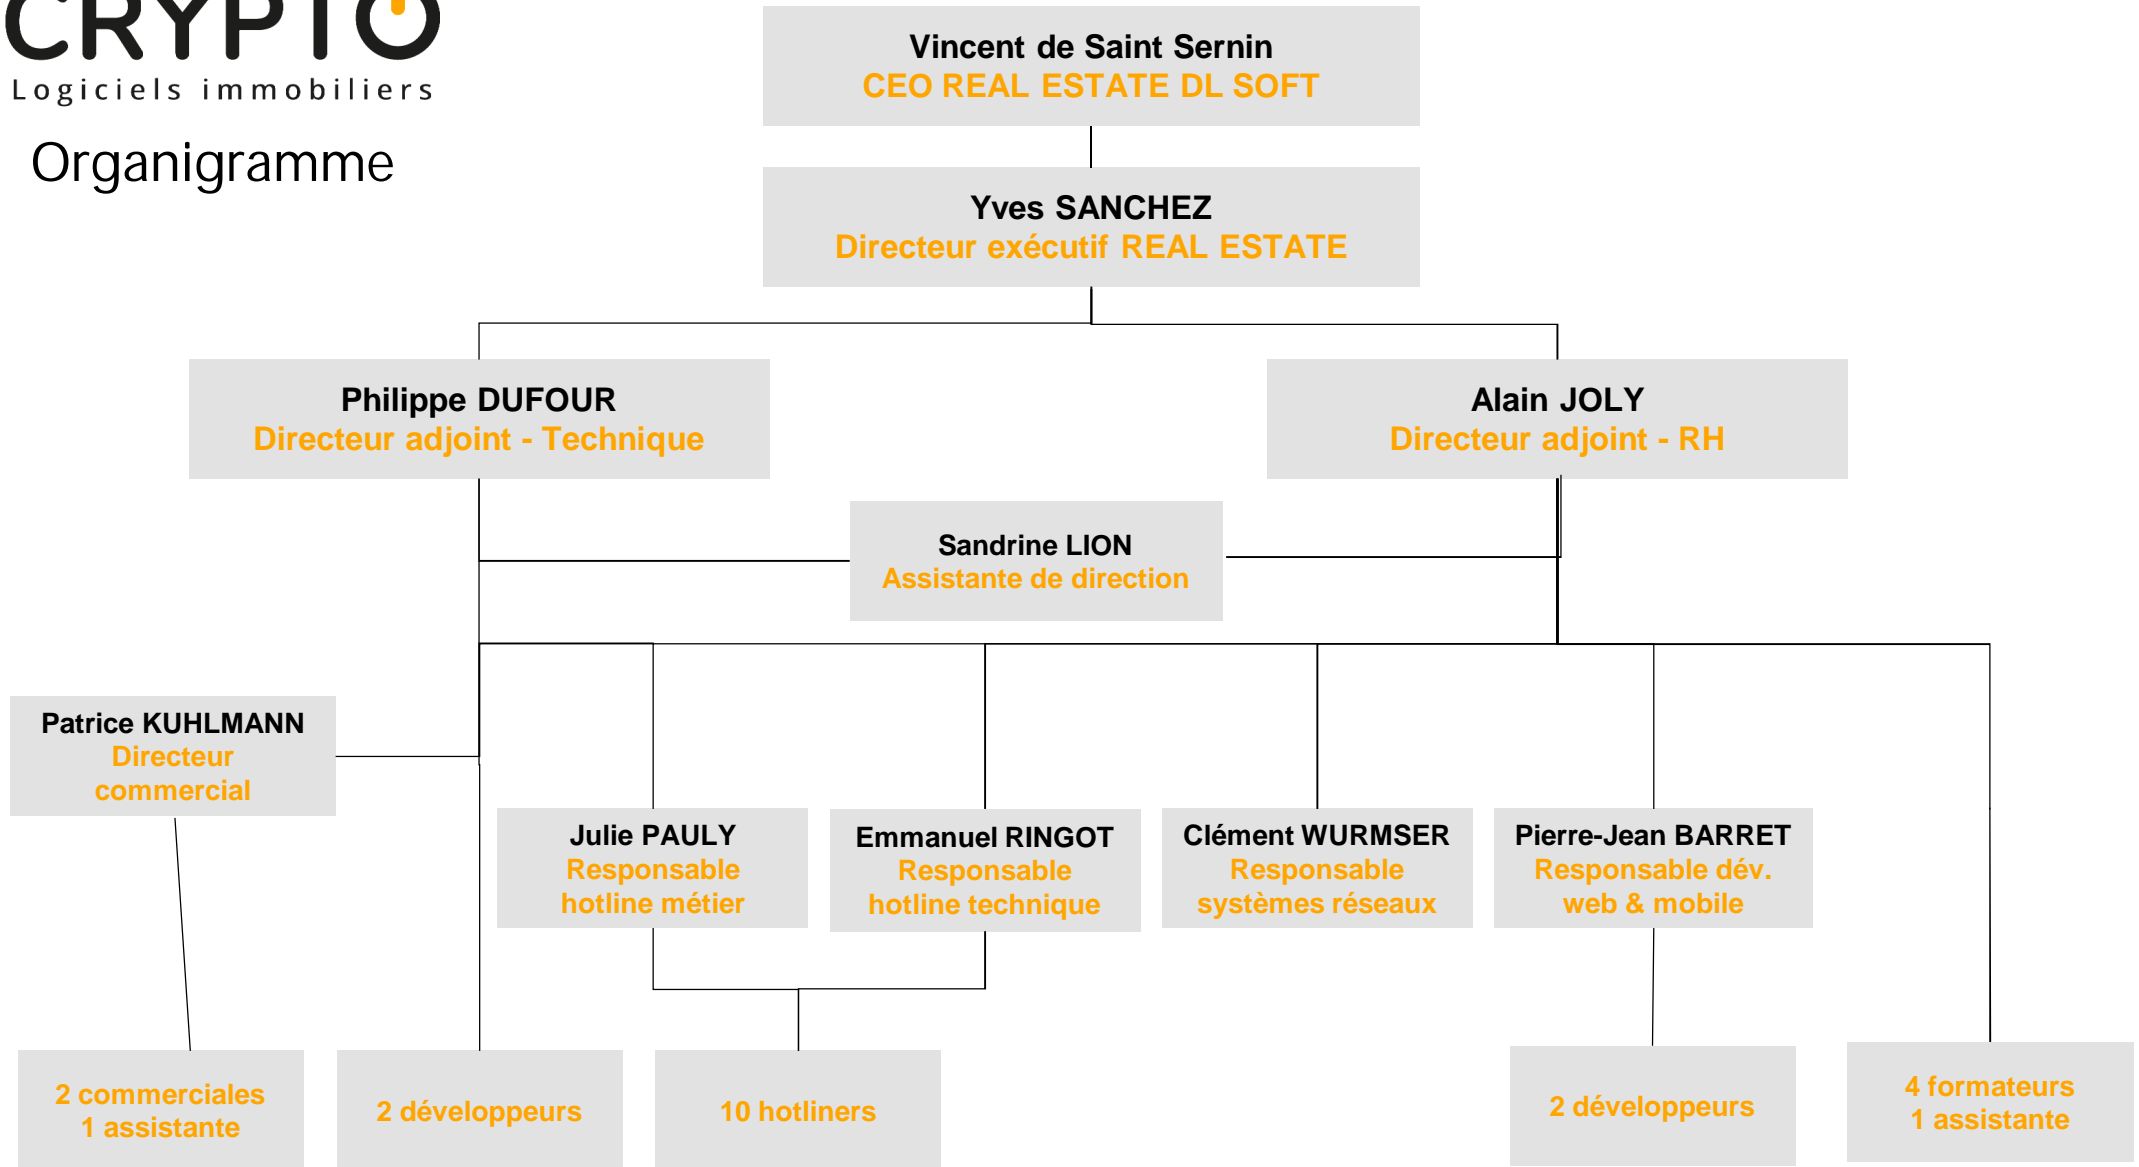 CRYPTO
Logiciels immobiliers
Organigramme
Vincent de Saint Sernin
CEO REAL ESTATE DL SOFT
Yves SANCHEZ
Directeur exécutif REAL ESTATE
Philippe DUFOUR
Directeur adjoint - Technique
Alain JOLY
Directeur adjoint - RH
Sandrine LION
Assistante de direction
Patrice KUHLMANN
Directeur
commercial
Julie PAULY
Responsable
hotline métier
Emmanuel RINGOT
Responsable
hotline technique
Clément WURMSER
Responsable
systèmes réseaux
Pierre-Jean BARRET
Responsable dév.
web & mobile
2 commerciales
1 assistante
2 développeurs
10 hotliners
2 développeurs
4 formateurs
1 assistante